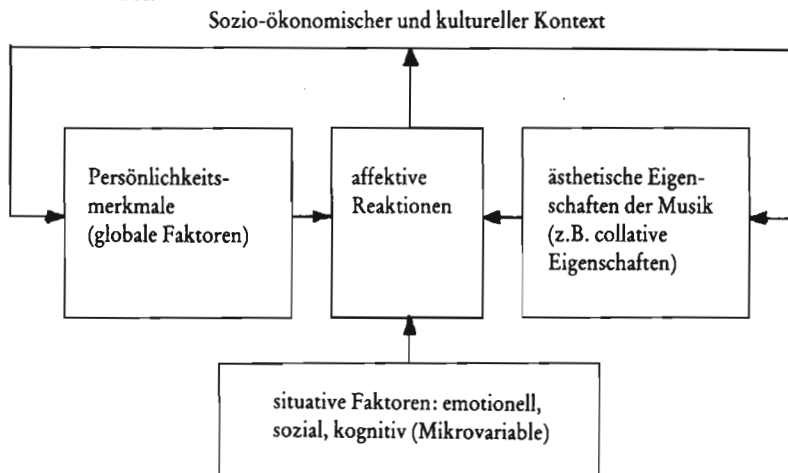 Sozio-ökonomischer und kultureller Kontext
Persönlichkeits-
merkmale
(globale Faktoren)
affektive
Reaktionen
ästhetische Eigen-
schaften der Musik
(z.B. collative
Eigenschaften)
situative Faktoren: emotionell,
sozial, kognitiv (Mikrovariable)